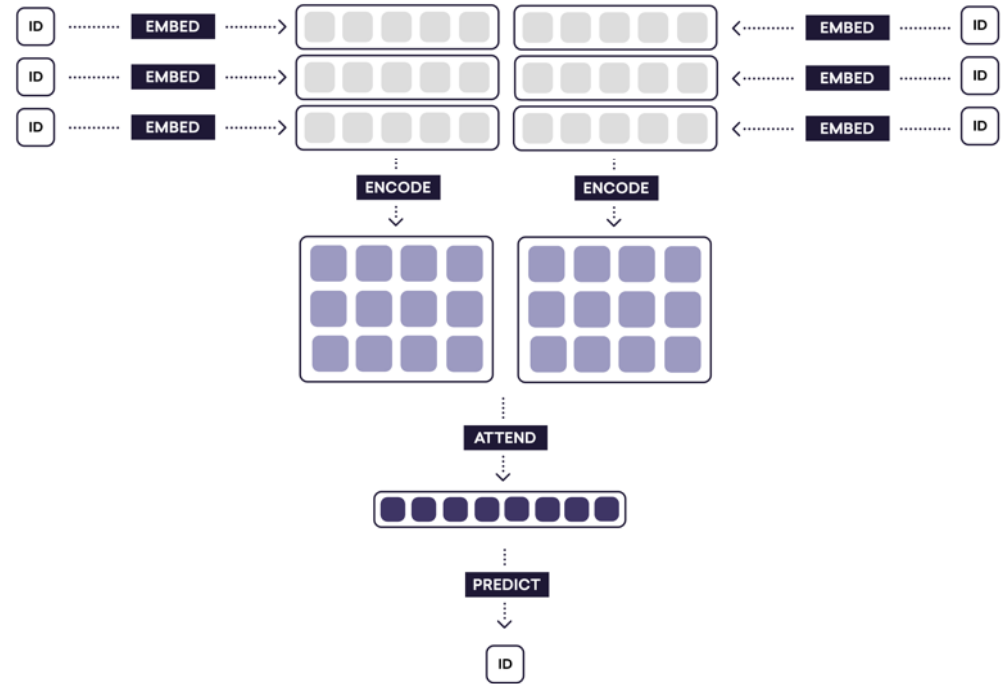 ID EMBED EMBED ID
ID EMBED EMBED ID
ID EMBED EMBED ID
ENCODE ENCODE
ATTEND
PREDICT
ID